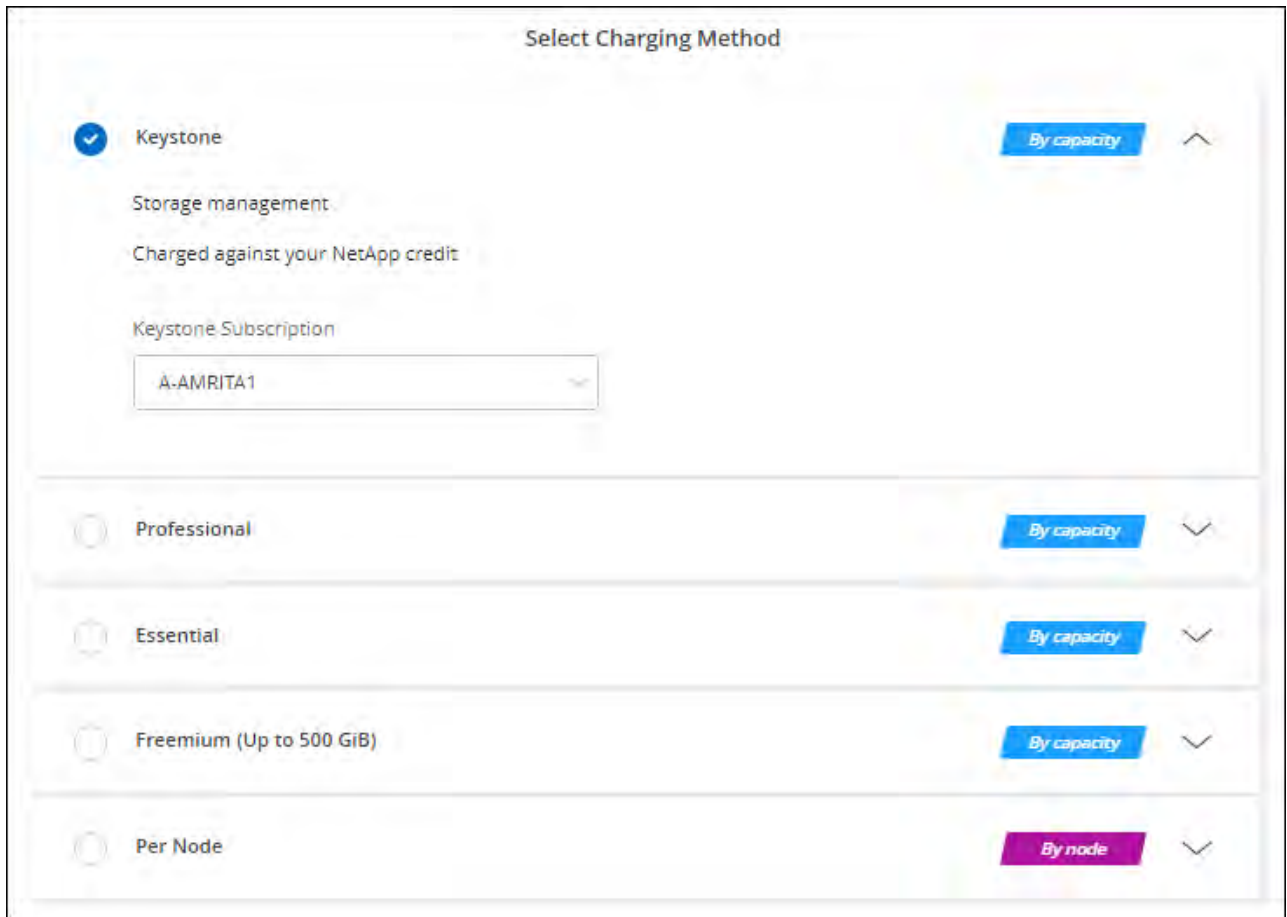 Select Charging Method
Keystone
By capacity
Storage management
Charged against your NetApp credit
Keystone Subscription
A-AMRITA1
Professional
By capacity
Essential
By capacity
Freemium (Up to 500 GiB)
By capacity
Per Node
By node